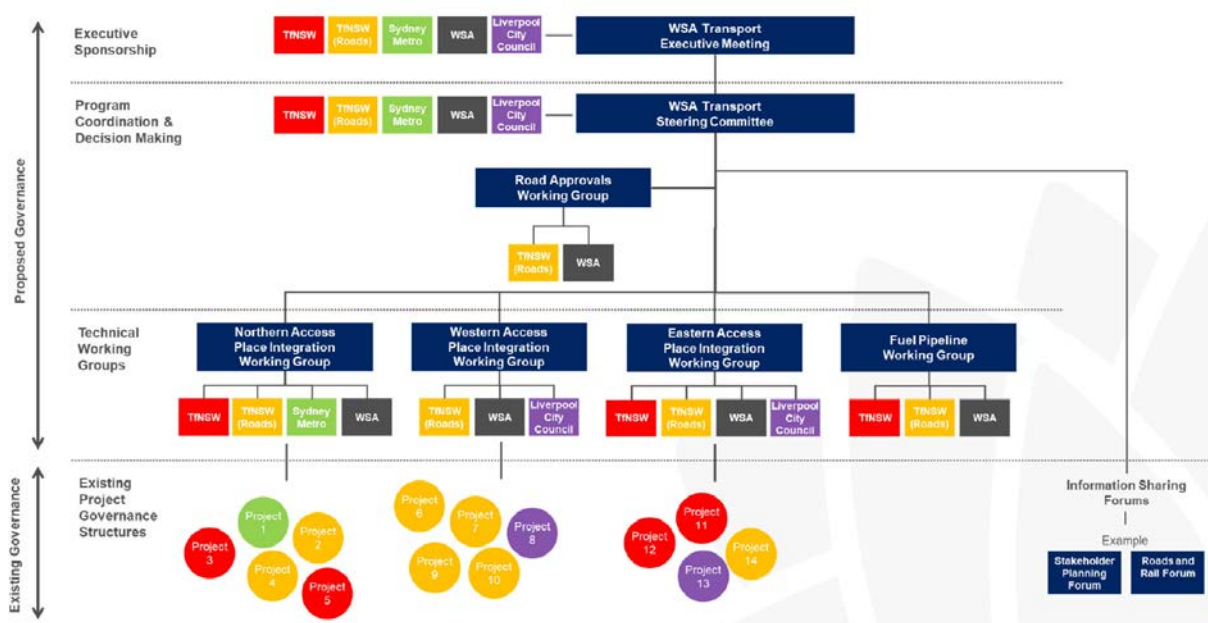 Proposed Governance
Existing Governance
Executive
Sponsorship
TfNSW
TfNSW
(Roads)
Sydney
Metro
WSA
Liverpool
City
Council
WSA Transport
Executive Meeting
Program
Coordination &
Decision Making
TfNSW
TfNSW
(Roads)
Sydney
Metro
WSA
Liverpool
City
Council
WSA Transport
Steering Committee
Road Approvals
Working Group
TfNSW
(Roads)
WSA
Technical
Working
Groups
Northern Access
Place Integration
Working Group
TfNSW
TfNSW
(Roads)
Sydney
Metro
WSA
Western Access
Place Integration
Working Group
TfNSW
(Roads)
WSA
Liverpool
City
Council
Eastern Access
Place Integration
Working Group
TfNSW
TfNSW
(Roads)
WSA
Liverpool
City
Council
Fuel Pipeline
Working Group
TfNSW
TfNSW
(Roads)
WSA
Existing
Project
Governance
Structures
Project
1
Project
2
Project
3
Project
4
Project
5
Project
6
Project
7
Project
8
Project
9
Project
10
Project
11
Project
12
Project
13
Project
14
Information Sharing
Forums
Example
Stakeholder
Planning
Forum
Roads and
Rail Forum